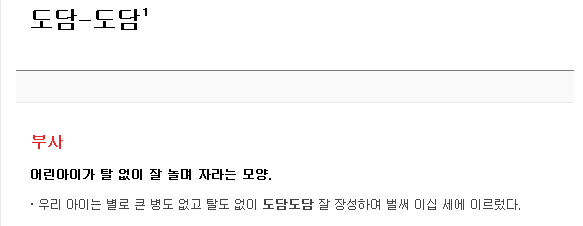 도담-도담¹
부사
어린아이가 탈 없이 잘 놀며 자라는 모양.
· 우리 아이는 별로 큰 병도 없고 탈도 없이 도담도담 잘 장성하여 벌써 이십 세에 이르렀다.